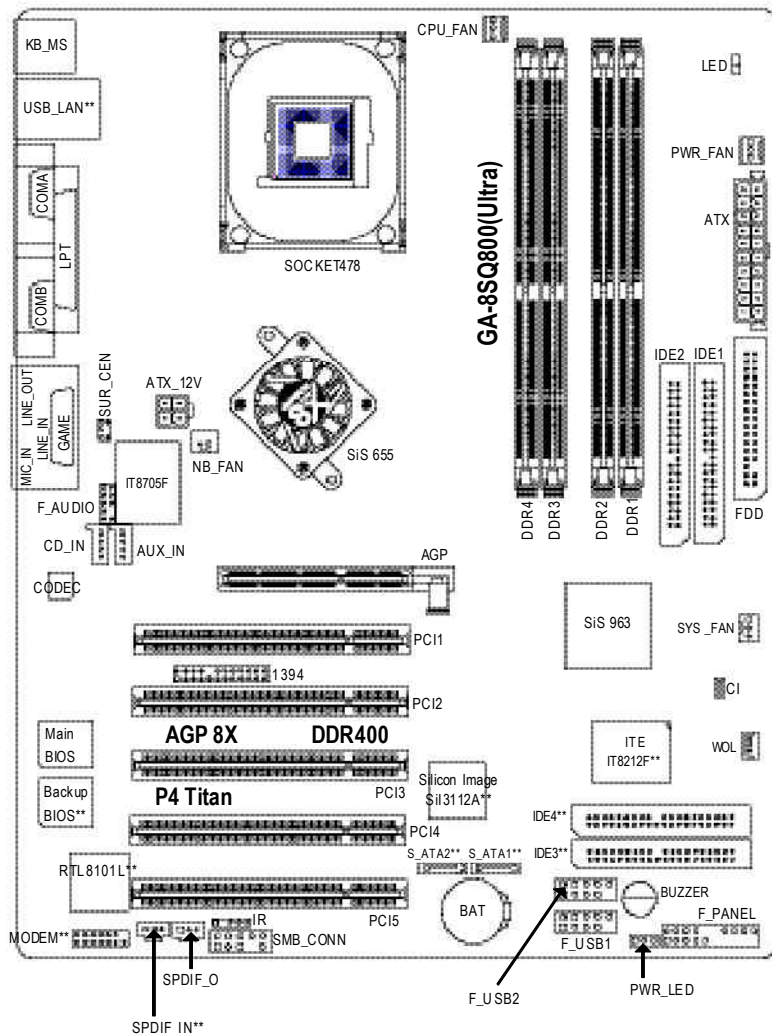 KB_MS
CPU_FAN
LED
USB_LAN**
PWR_FAN
COMA
LPT
COMB
ATX
SOCKET478
GA-8SQ800(Ultra)
IDE2
IDE1
LINE_OUT
MIC_IN
LINE_IN
GAME
SUR_CEN
ATX_12V
NB_FAN
SiS 655
IT8705F
F_AUDIO
CD_IN
AUX_IN
DDR4
DDR3
DDR2
DDR1
FDD
CODEC
AGP
SiS 963
SYS_FAN
PCI1
1394
CI
PCI2
AGP 8X
DDR400
Main
BIOS
ITE
IT8212F**
WOL
Backup
BIOS**
PCI3
Silicon Image
SiI3112A**
P4 Titan
PCI4
IDE4**
IDE3**
S_ATA2**
S_ATA1**
RTL8101L**
PCI5
BAT
BUZZER
F_PANEL
MODEM**
IR
SMB_CONN
F_USB1
SPDIF_O
F_USB2
PWR_LED
SPDIF_IN**